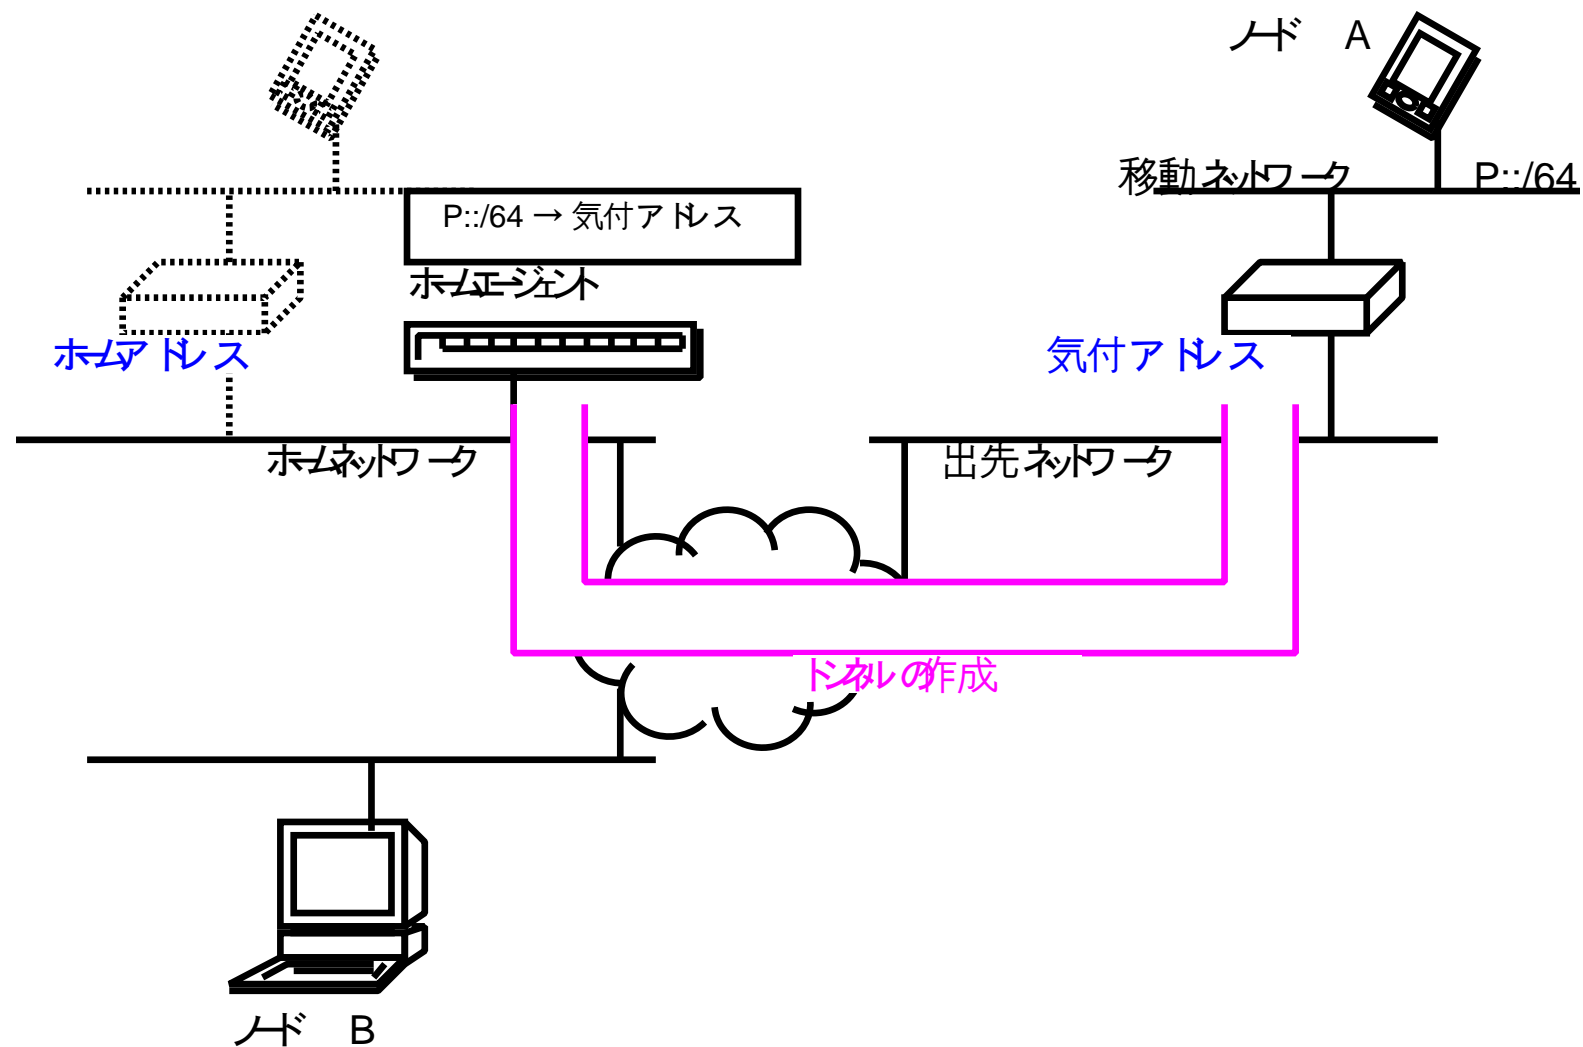 ノード A
移動ネットワーク P::/64
P::/64 → 気付アドレス
ホームエージェント
ホームアドレス
気付アドレス
ホームネットワーク
出先ネットワーク
トンネルの作成
ノード B